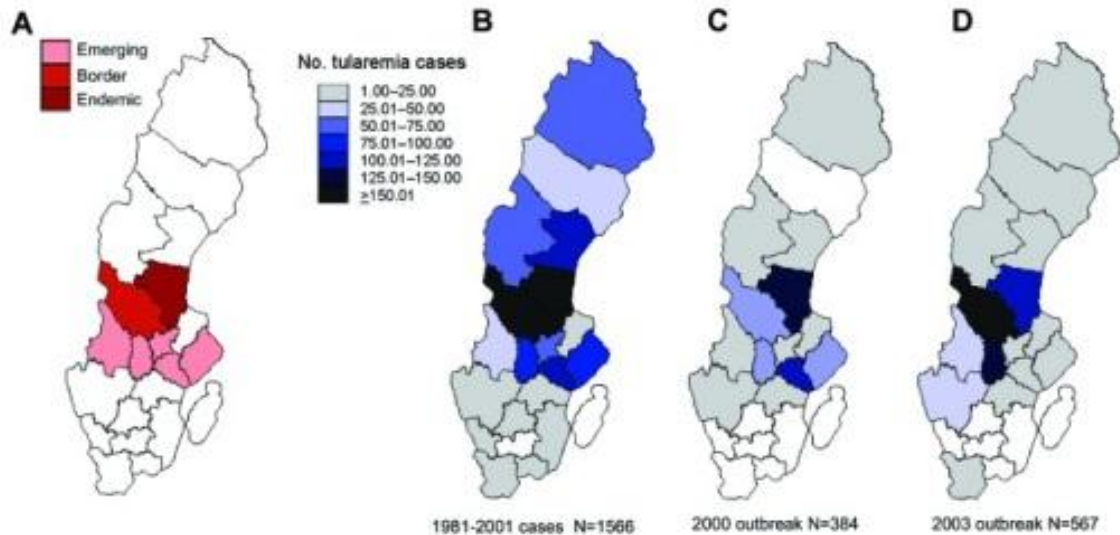 A
Emerging
Border
Endemic
B
C
D
No. tularemia cases
1.00–25.00
25.01–50.00
50.01–75.00
75.01–100.00
100.01–125.00
125.01–150.00
≥150.01
1981-2001 cases N=1566
2000 outbreak N=384
2003 outbreak N=567